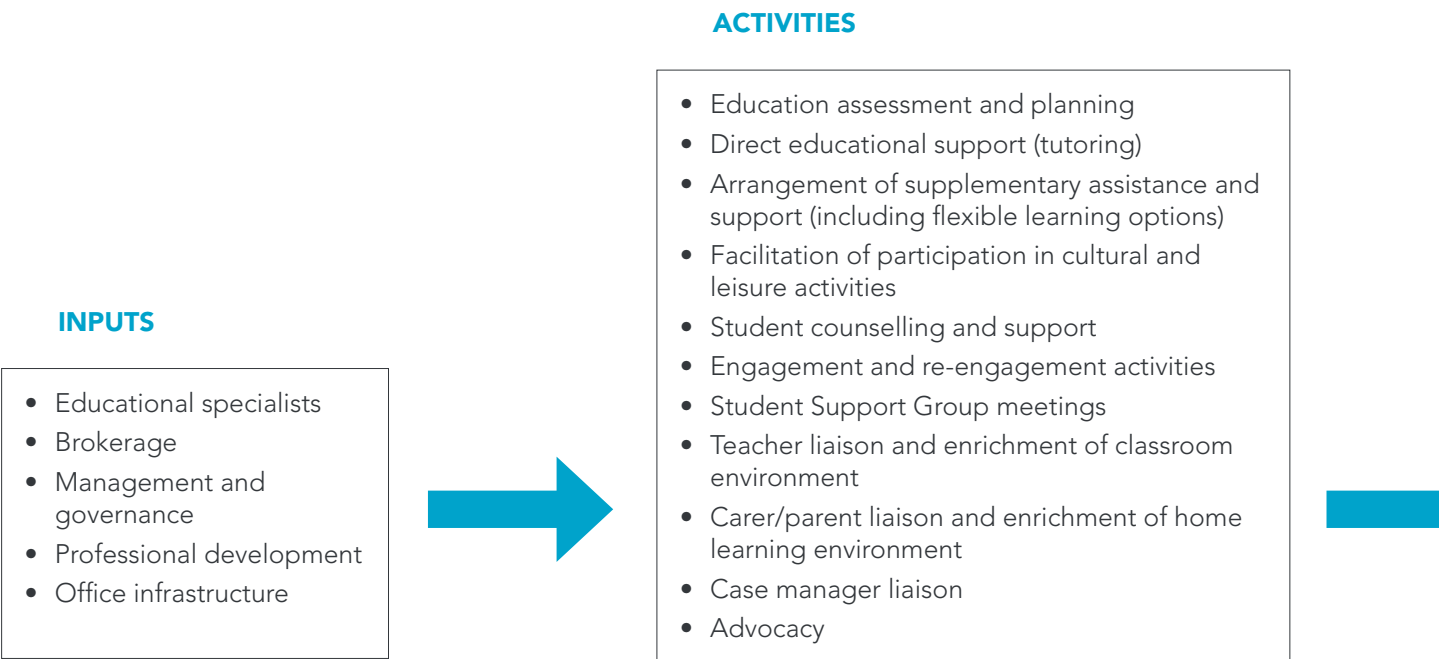 ACTIVITIES
• Education assessment and planning
• Direct educational support (tutoring)
• Arrangement of supplementary assistance and
support (including flexible learning options)
• Facilitation of participation in cultural and
leisure activities
• Student counselling and support
• Engagement and re-engagement activities
• Student Support Group meetings
• Teacher liaison and enrichment of classroom
environment
• Carer/parent liaison and enrichment of home
learning environment
• Case manager liaison
• Advocacy
INPUTS
• Educational specialists
• Brokerage
• Management and
governance
• Professional development
• Office infrastructure